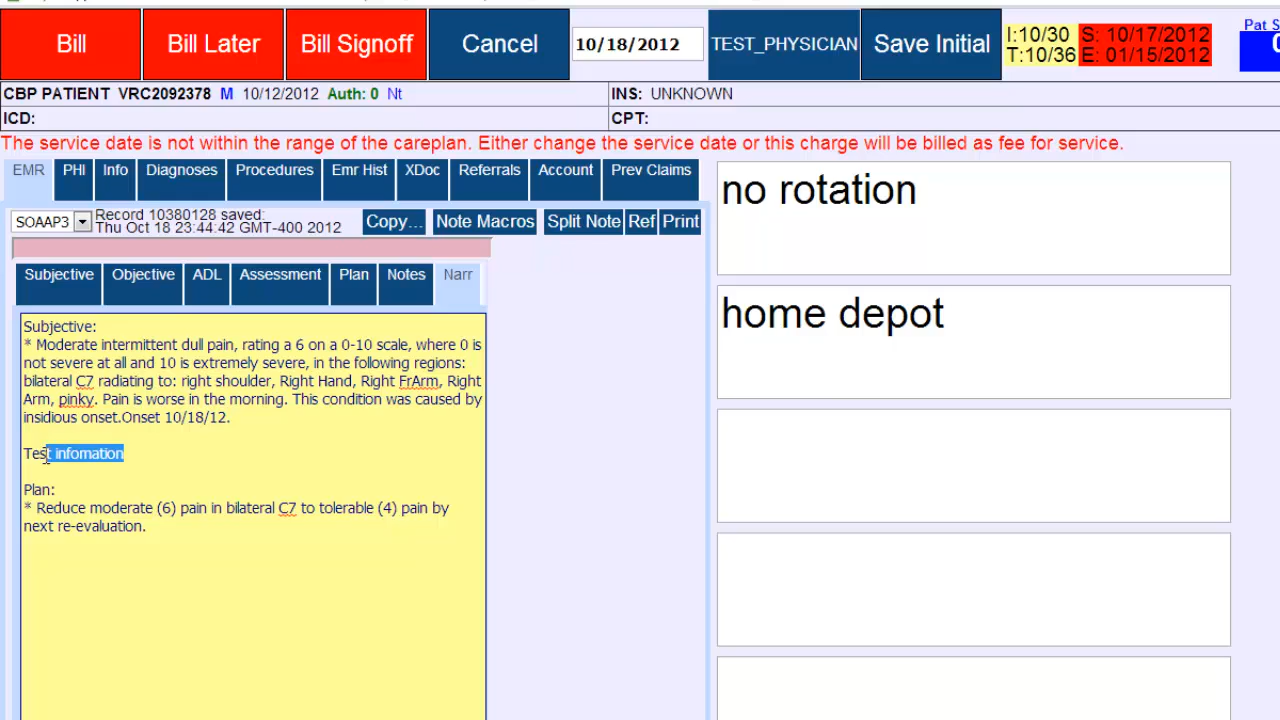 Bill
Bill Later
Bill Signoff
Cancel
10/18/2012
TEST_PHYSICIAN
Save Initial
I:10/30
T:10/36
S: 10/17/2012
E: 01/15/2012
Pat S
CBP PATIENT VRC2092378 M 10/12/2012 Auth: 0 Nt
INS: UNKNOWN
ICD:
CPT:
The service date is not within the range of the careplan. Either change the service date or this charge will be billed as fee for service.
EMR PHI Info Diagnoses Procedures Emr Hist XDoc Referrals Account Prev Claims
SOAAP3
Record 10380128 saved:
Thu Oct 18 23:44:42 GMT-400 2012
Copy... Note Macros Split Note Ref Print
Subjective Objective ADL Assessment Plan Notes Narr
Subjective:
* Moderate intermittent dull pain, rating a 6 on a 0-10 scale, where 0 is
not severe at all and 10 is extremely severe, in the following regions:
bilateral C7 radiating to: right shoulder, Right Hand, Right FrArm, Right
Arm, pinky. Pain is worse in the morning. This condition was caused by
insidious onset.Onset 10/18/12.
Test infomation
Plan:
* Reduce moderate (6) pain in bilateral C7 to tolerable (4) pain by
next re-evaluation.
no rotation
home depot